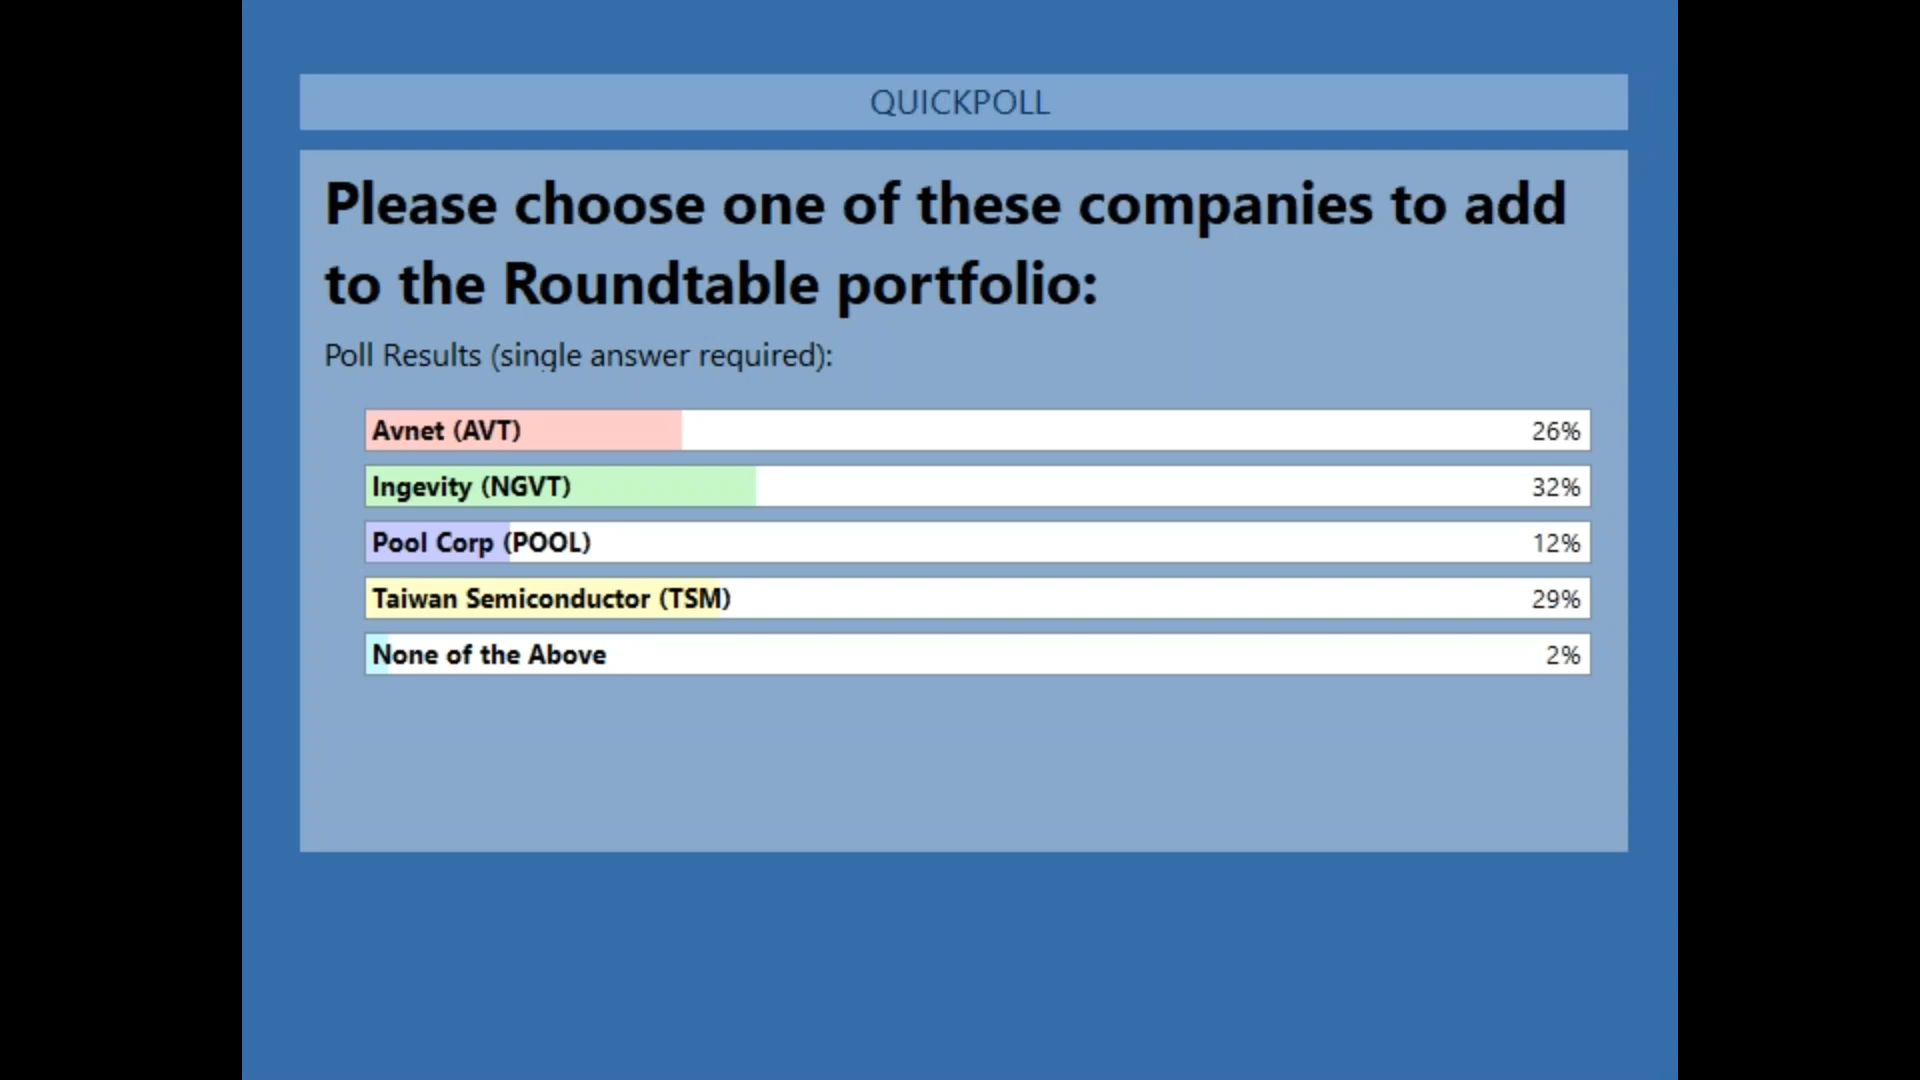 QUICKPOLL
Please choose one of these companies to add
to the Roundtable portfolio:
Poll Results (single answer required):
Avnet (AVT) 26%
Ingevity (NGVT) 32%
Pool Corp (POOL) 12%
Taiwan Semiconductor (TSM) 29%
None of the Above 2%